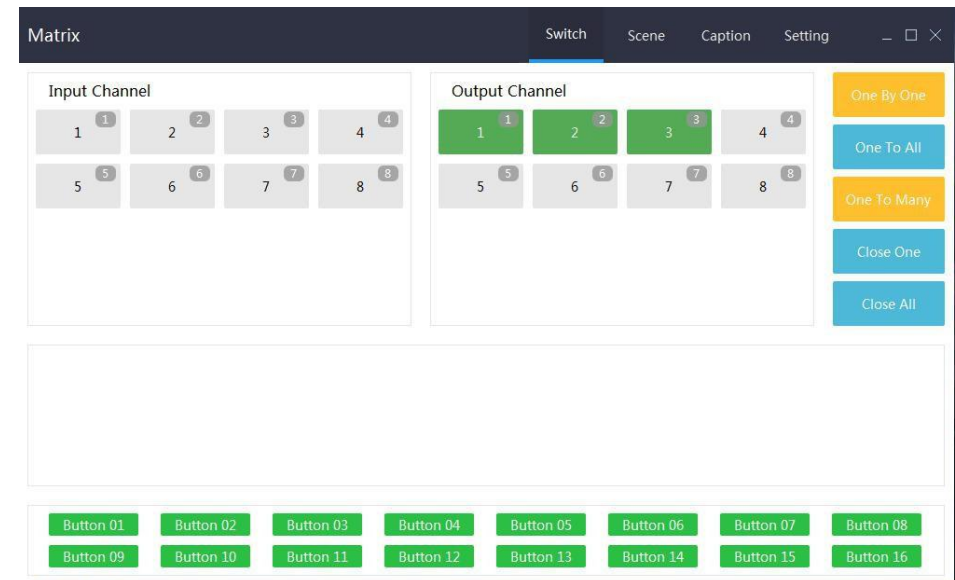 Matrix Switch Scene Caption Setting
Input Channel
1 1 2 2 3 3 4 4
5 5 6 6 7 7 8 8
Output Channel
1 1 2 2 3 3 4 4
5 5 6 6 7 7 8 8
One By One
One To All
One To Many
Close One
Close All
Button 01 Button 02 Button 03 Button 04 Button 05 Button 06 Button 07 Button 08
Button 09 Button 10 Button 11 Button 12 Button 13 Button 14 Button 15 Button 16